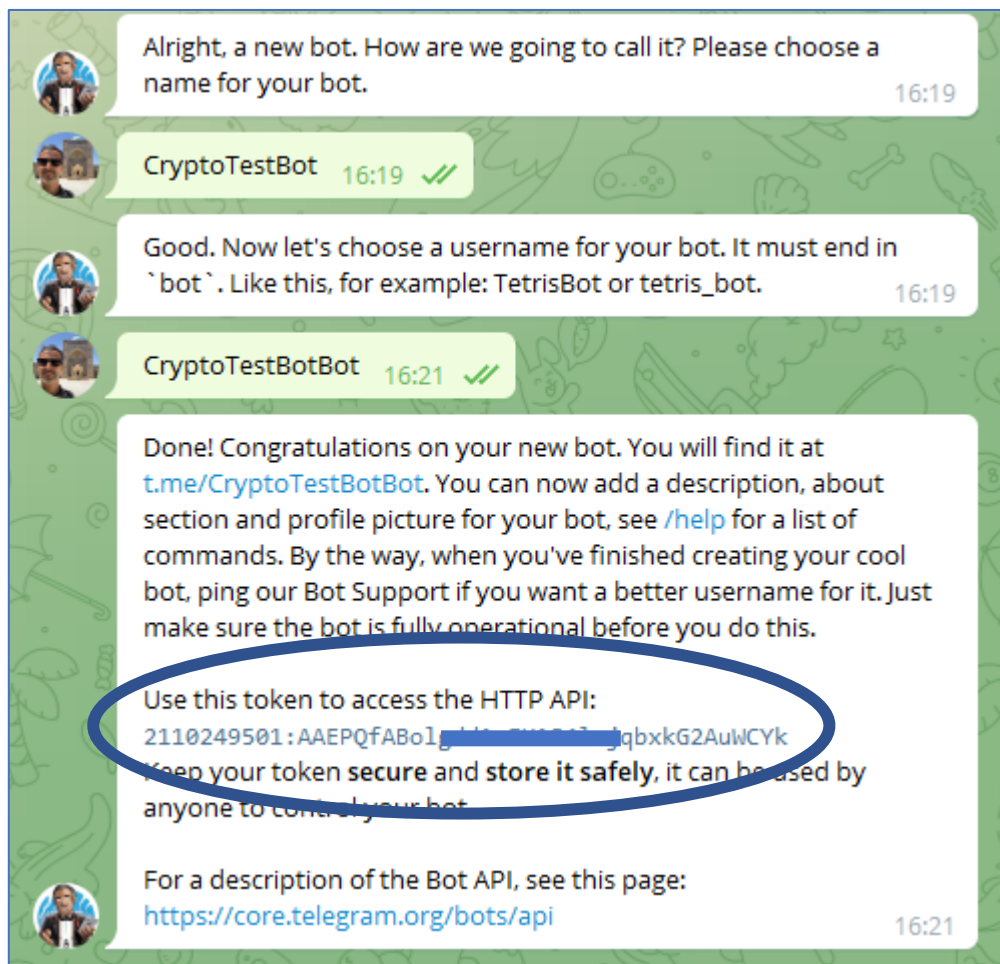 Alright, a new bot. How are we going to call it? Please choose a
name for your bot.
16:19
CryptoTestBot 16:19
Good. Now let's choose a username for your bot. It must end in
`bot`. Like this, for example: TetrisBot or tetris_bot.
16:19
CryptoTestBotBot 16:21
Done! Congratulations on your new bot. You will find it at
t.me/CryptoTestBotBot. You can now add a description, about
section and profile picture for your bot, see /help for a list of
commands. By the way, when you've finished creating your cool
bot, ping our Bot Support if you want a better username for it. Just
make sure the bot is fully operational before you do this.
Use this token to access the HTTP API:
2110249501:AAEPQfABol qbxkG2AuWCYk
Keep your token secure and store it safely, it can be used by
anyone to control your bot.
For a description of the Bot API, see this page:
https://core.telegram.org/bots/api
16:21